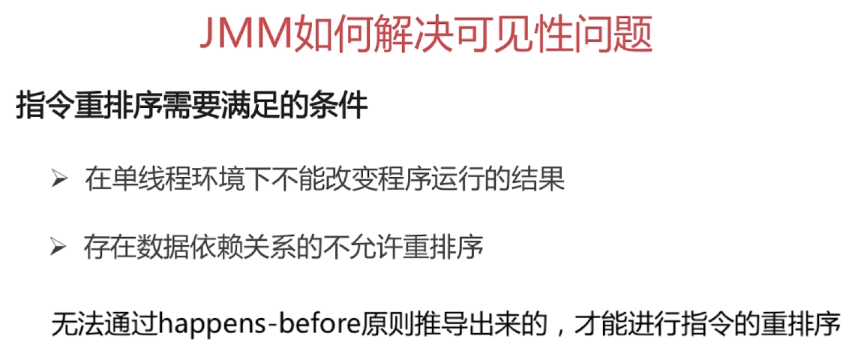 JMM如何解决可见性问题
指令重排序需要满足的条件
➢ 在单线程环境下不能改变程序运行的结果
➢ 存在数据依赖关系的不允许重排序
无法通过happens-before原则推导出来的，才能进行指令的重排序